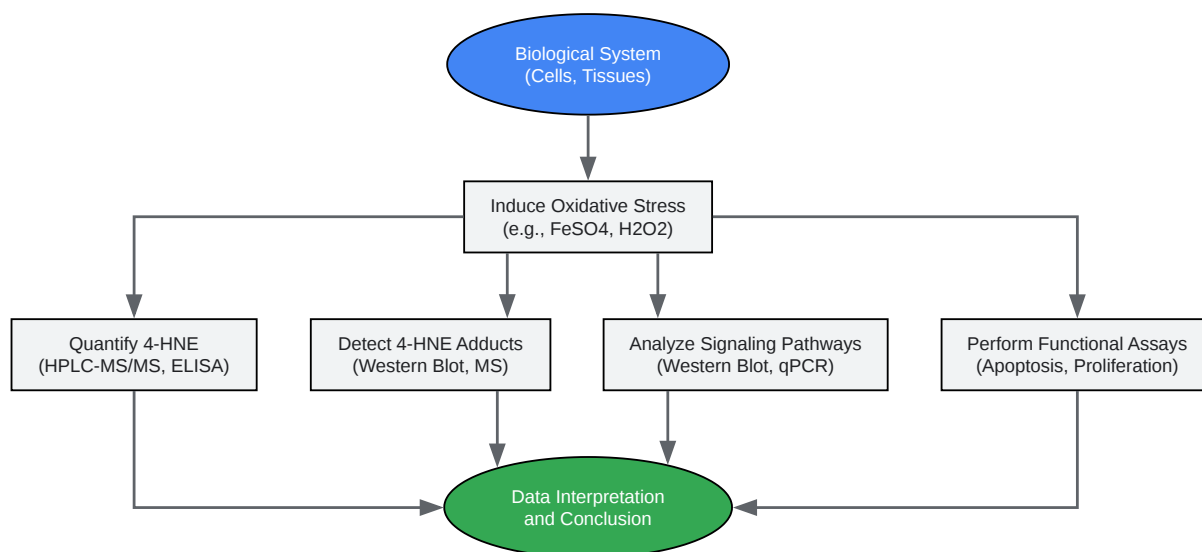 Biological System
(Cells, Tissues)
Induce Oxidative Stress
(e.g., FeSO4, H2O2)
Quantify 4-HNE
(HPLC-MS/MS, ELISA)
Detect 4-HNE Adducts
(Western Blot, MS)
Analyze Signaling Pathways
(Western Blot, qPCR)
Perform Functional Assays
(Apoptosis, Proliferation)
Data Interpretation
and Conclusion